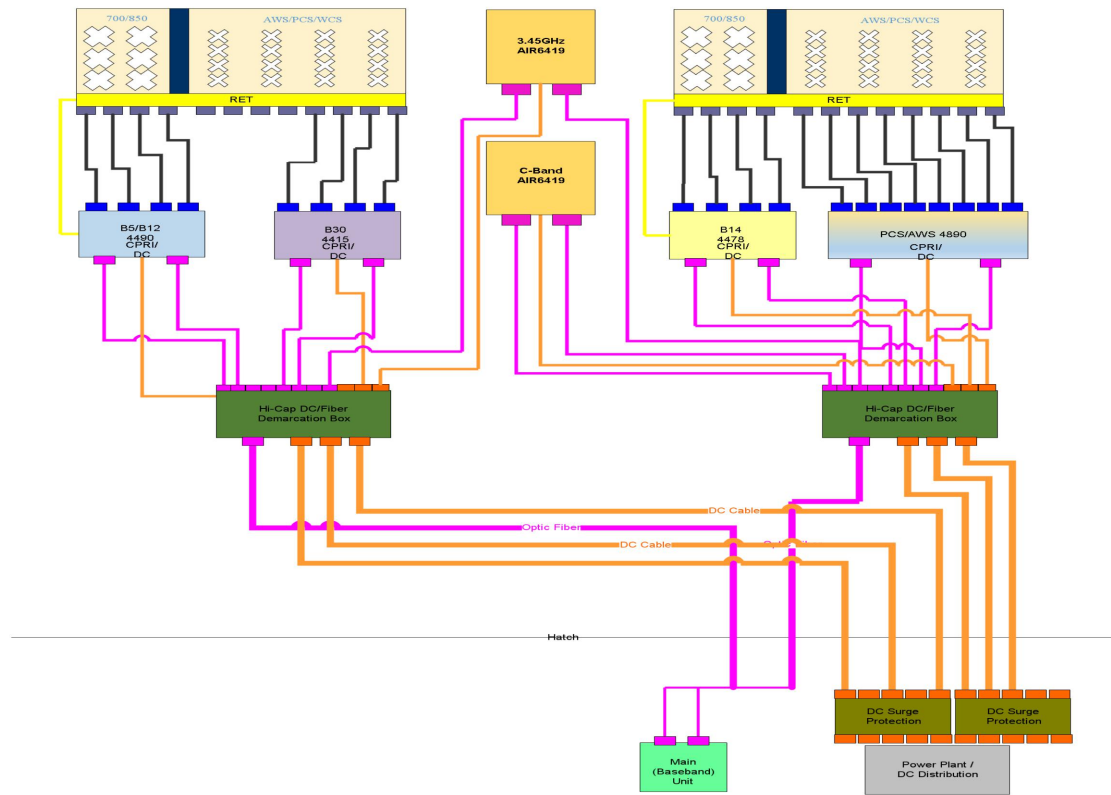 700/850
AWS/PCS/WCS
RET
3.45GHz
AIR6419
700/850
AWS/PCS/WCS
RET
C-Band
AIR6419
B5/B12
4490
CPRI/
DC
B30
4415
CPRI/
DC
B14
4478
CPRI/
DC
PCS/AWS 4890
CPRI/
DC
Hi-Cap DC/Fiber
Demarcation Box
Hi-Cap DC/Fiber
Demarcation Box
DC Cable
Optic Fiber
DC Cable
Hatch
DC Surge
Protection
DC Surge
Protection
Main
(Baseband)
Unit
Power Plant /
DC Distribution